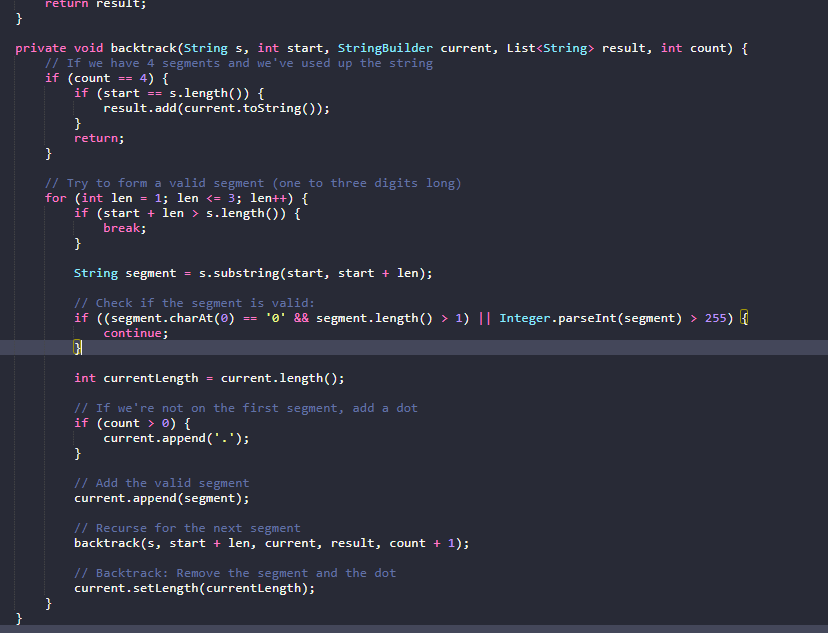 return result;
}
private void backtrack(String s, int start, StringBuilder current, List<String> result, int count) {
// If we have 4 segments and we've used up the string
if (count == 4) {
if (start == s.length()) {
result.add(current.toString());
}
return;
}
// Try to form a valid segment (one to three digits long)
for (int len = 1; len <= 3; len++) {
if (start + len > s.length()) {
break;
}
String segment = s.substring(start, start + len);
// Check if the segment is valid:
if ((segment.charAt(0) == '0' && segment.length() > 1) || Integer.parseInt(segment) > 255) {
continue;
}
int currentLength = current.length();
// If we're not on the first segment, add a dot
if (count > 0) {
current.append('.');
}
// Add the valid segment
current.append(segment);
// Recurse for the next segment
backtrack(s, start + len, current, result, count + 1);
// Backtrack: Remove the segment and the dot
current.setLength(currentLength);
}
}